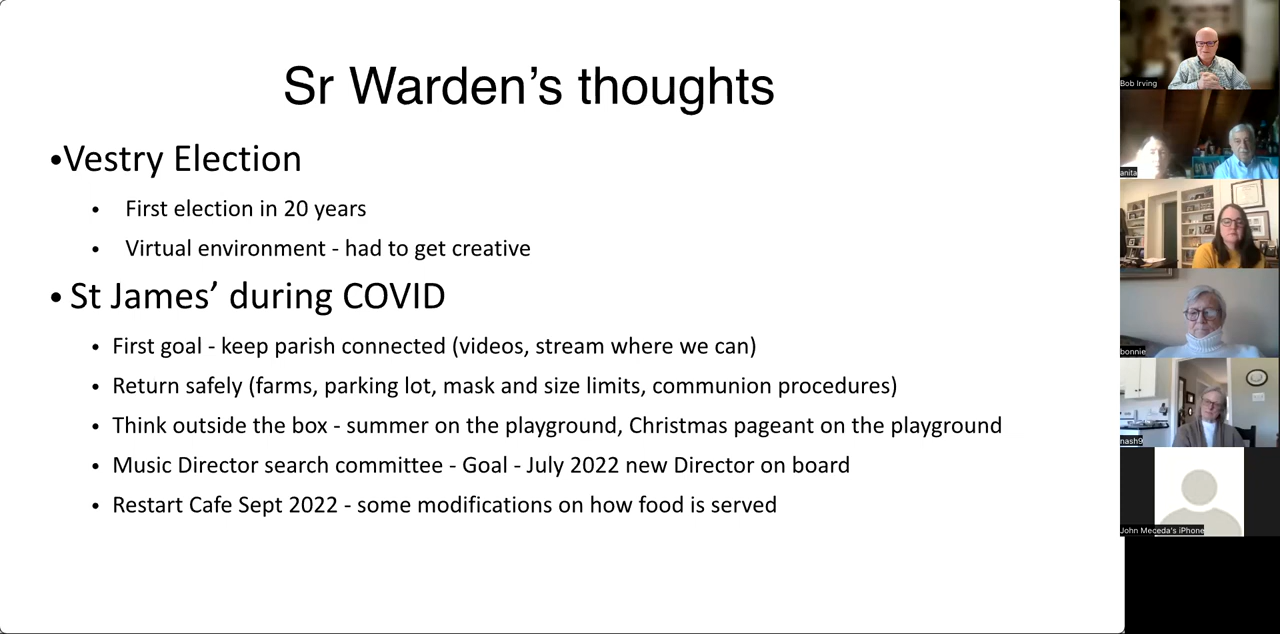 Sr Warden’s thoughts
•Vestry Election
• First election in 20 years
• Virtual environment - had to get creative
• St James’ during COVID
• First goal - keep parish connected (videos, stream where we can)
• Return safely (farms, parking lot, mask and size limits, communion procedures)
• Think outside the box - summer on the playground, Christmas pageant on the playground
• Music Director search committee - Goal - July 2022 new Director on board
• Restart Cafe Sept 2022 - some modifications on how food is served
Bob Irving
anita
bonnie
nash9
John Meceda's iPhone